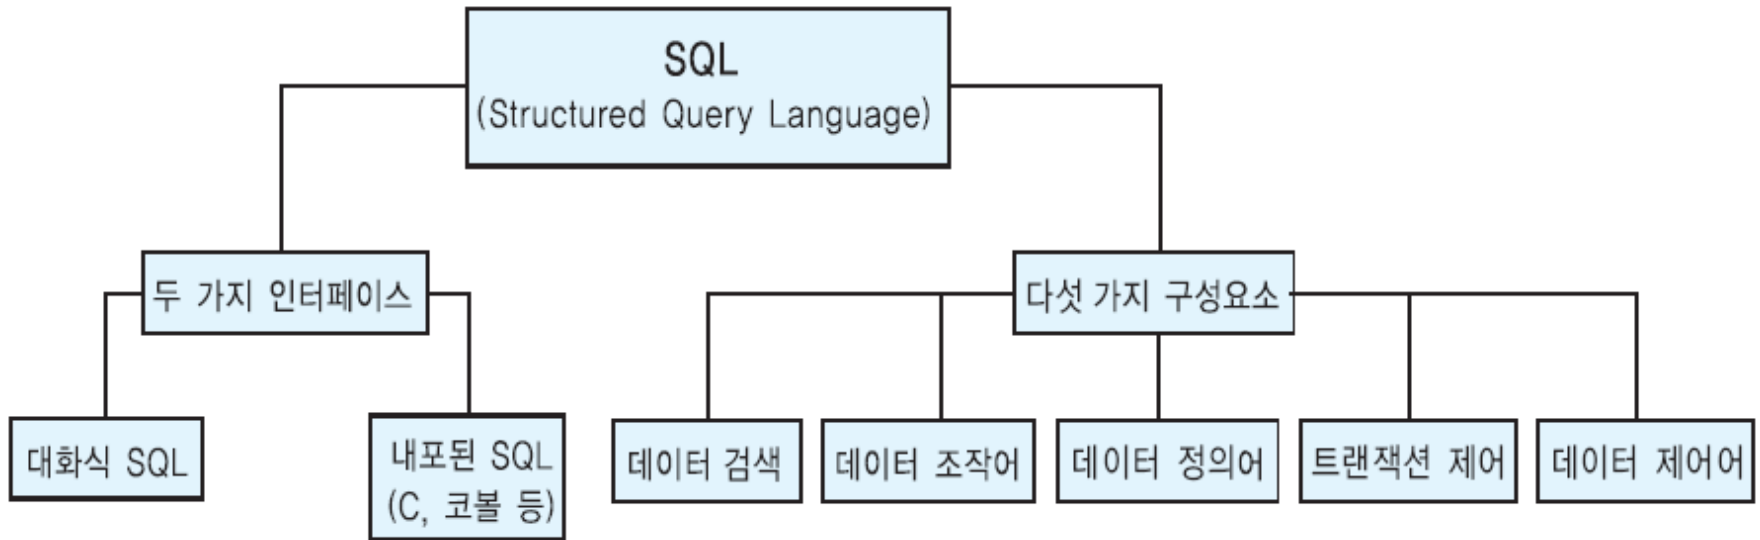 SQL
(Structured Query Language)
두 가지 인터페이스
다섯 가지 구성요소
대화식 SQL
내포된 SQL
(C, 코볼 등)
데이터 검색
데이터 조작어
데이터 정의어
트랜잭션 제어
데이터 제어어